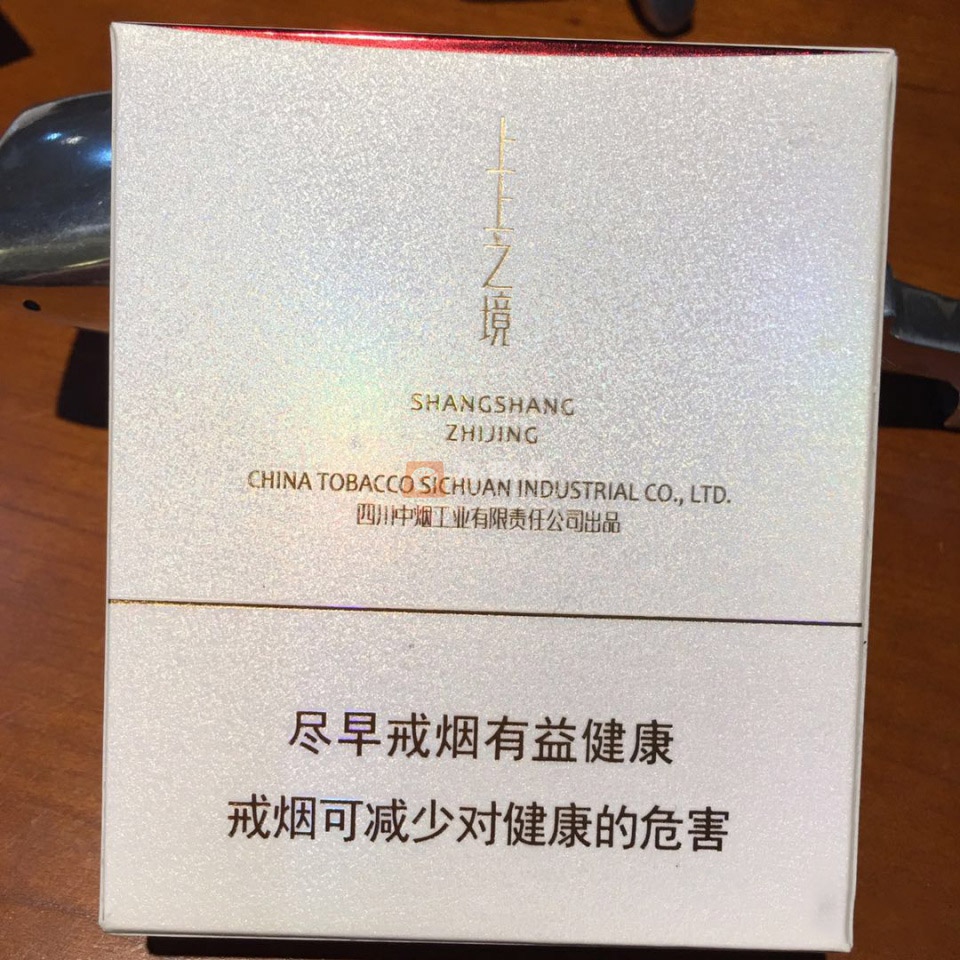 上上之境
SHANGSHANG
ZHIJING
CHINA TOBACCO SICHUAN INDUSTRIAL CO., LTD.
四川中烟工业有限责任公司出品
尽早戒烟有益健康
戒烟可减少对健康的危害